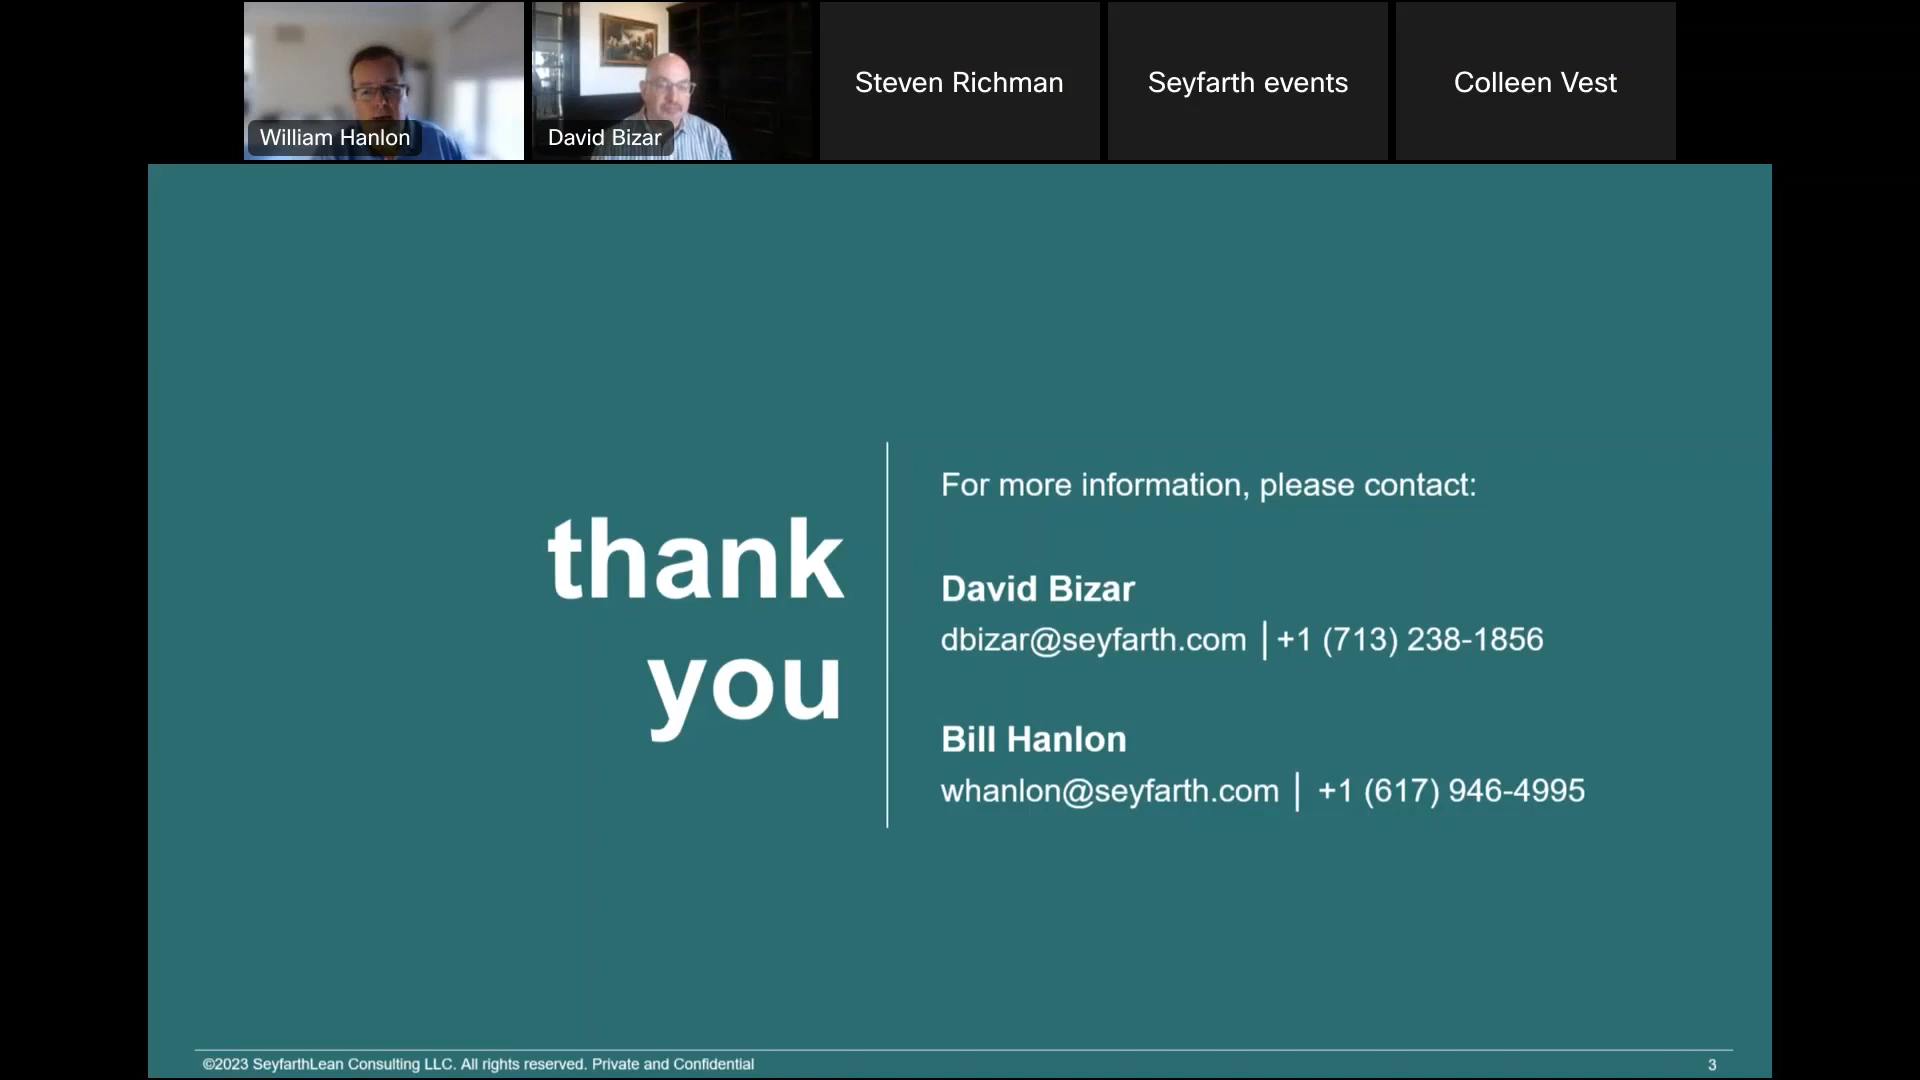 William Hanlon
David Bizar
Steven Richman
Seyfarth events
Colleen Vest
thank
you
For more information, please contact:
David Bizar
dbizar@seyfarth.com |+1 (713) 238-1856
Bill Hanlon
whanlon@seyfarth.com | +1 (617) 946-4995
©2023 SeyfarthLean Consulting LLC. All rights reserved. Private and Confidential
3